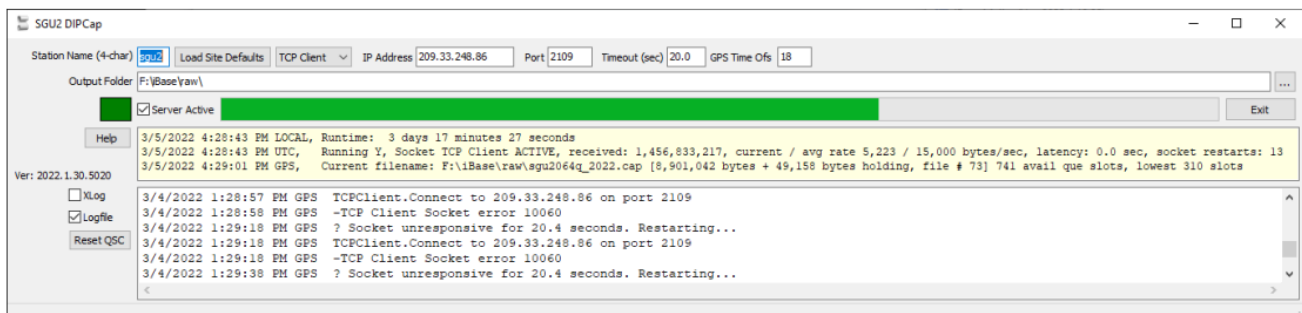 SGU2 DIPCap
Station Name (4-char) sgu2 Load Site Defaults TCP Client IP Address 209.33.248.86 Port 2109 Timeout (sec) 20.0 GPS Time Ofs 18
Output Folder F:\iBase\raw\ ...
Server Active Exit
Help
3/5/2022 4:28:43 PM LOCAL, Runtime: 3 days 17 minutes 27 seconds
3/5/2022 4:28:43 PM UTC, Running Y, Socket TCP Client ACTIVE, received: 1,456,833,217, current / avg rate 5,223 / 15,000 bytes/sec, latency: 0.0 sec, socket restarts: 13
3/5/2022 4:29:01 PM GPS, Current filename: F:\iBase\raw\sgu2064q_2022.cap [8,901,042 bytes + 49,158 bytes holding, file # 73] 741 avail que slots, lowest 310 slots
Ver: 2022.1.30.5020
XLog
Logfile
Reset QSC
3/4/2022 1:28:57 PM GPS TCPClient.Connect to 209.33.248.86 on port 2109
3/4/2022 1:28:58 PM GPS -TCP Client Socket error 10060
3/4/2022 1:29:18 PM GPS ? Socket unresponsive for 20.4 seconds. Restarting...
3/4/2022 1:29:18 PM GPS TCPClient.Connect to 209.33.248.86 on port 2109
3/4/2022 1:29:18 PM GPS -TCP Client Socket error 10060
3/4/2022 1:29:38 PM GPS ? Socket unresponsive for 20.4 seconds. Restarting...